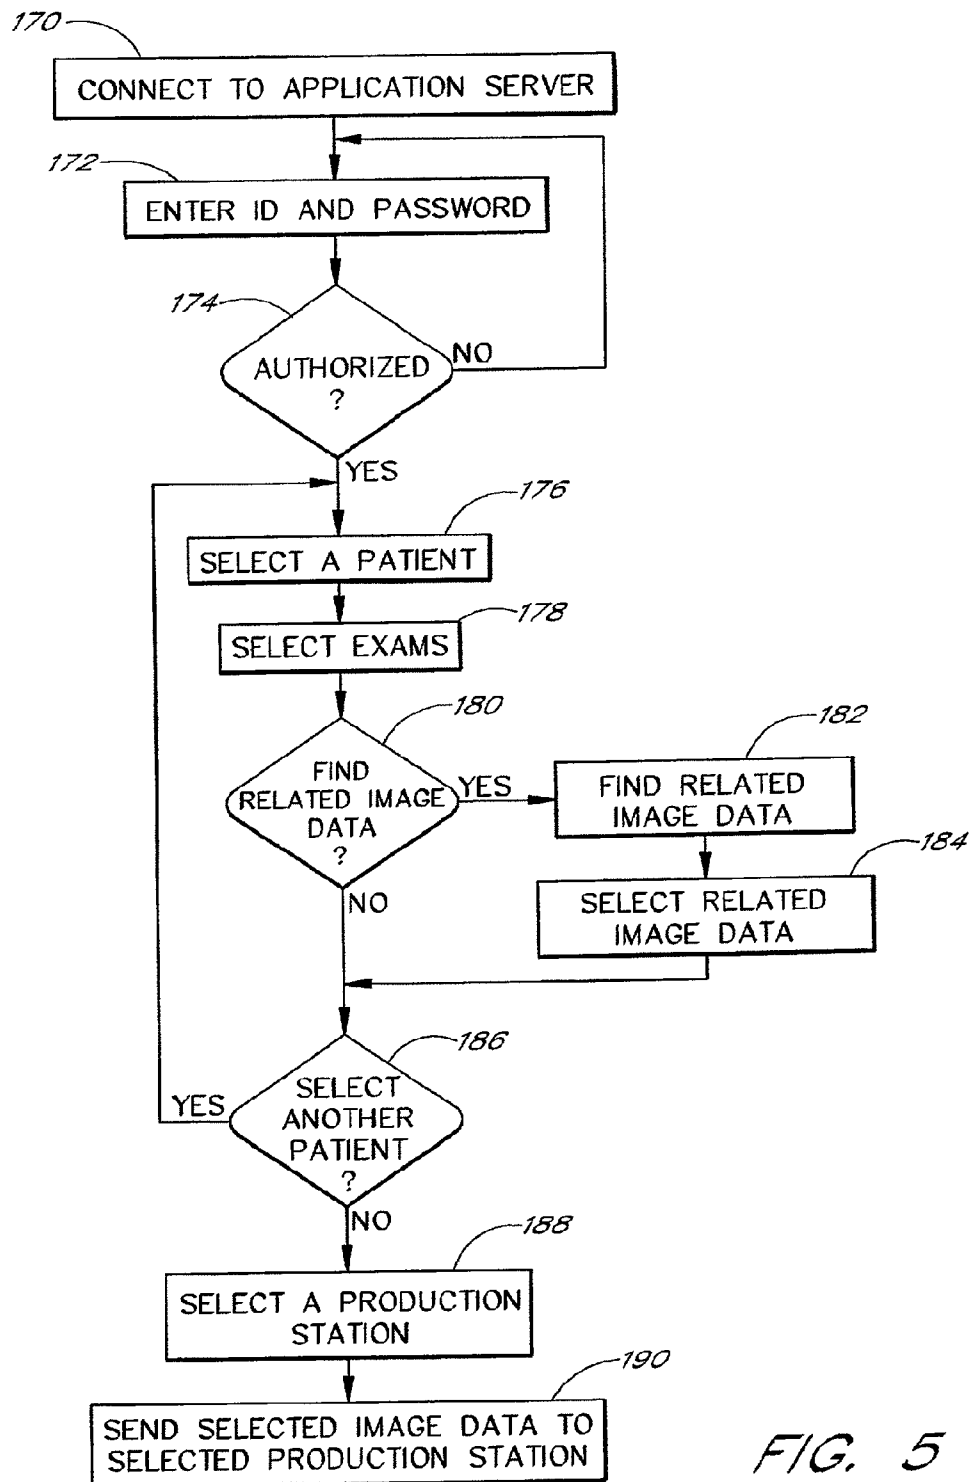 170
CONNECT TO APPLICATION SERVER
172
ENTER ID AND PASSWORD
174
AUTHORIZED
?
NO
YES
176
SELECT A PATIENT
178
SELECT EXAMS
180
FIND
RELATED IMAGE
DATA
?
YES
182
FIND RELATED
IMAGE DATA
184
SELECT RELATED
IMAGE DATA
NO
186
SELECT
ANOTHER
PATIENT
?
YES
NO
188
SELECT A PRODUCTION
STATION
190
SEND SELECTED IMAGE DATA TO
SELECTED PRODUCTION STATION
FIG. 5